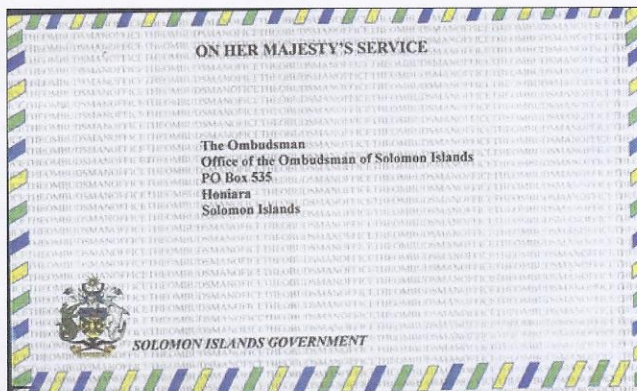 ON HER MAJESTY'S SERVICE
The Ombudsman
Office of the Ombudsman of Solomon Islands
PO Box 535
Honiara
Solomon Islands
SOLOMON ISLANDS GOVERNMENT